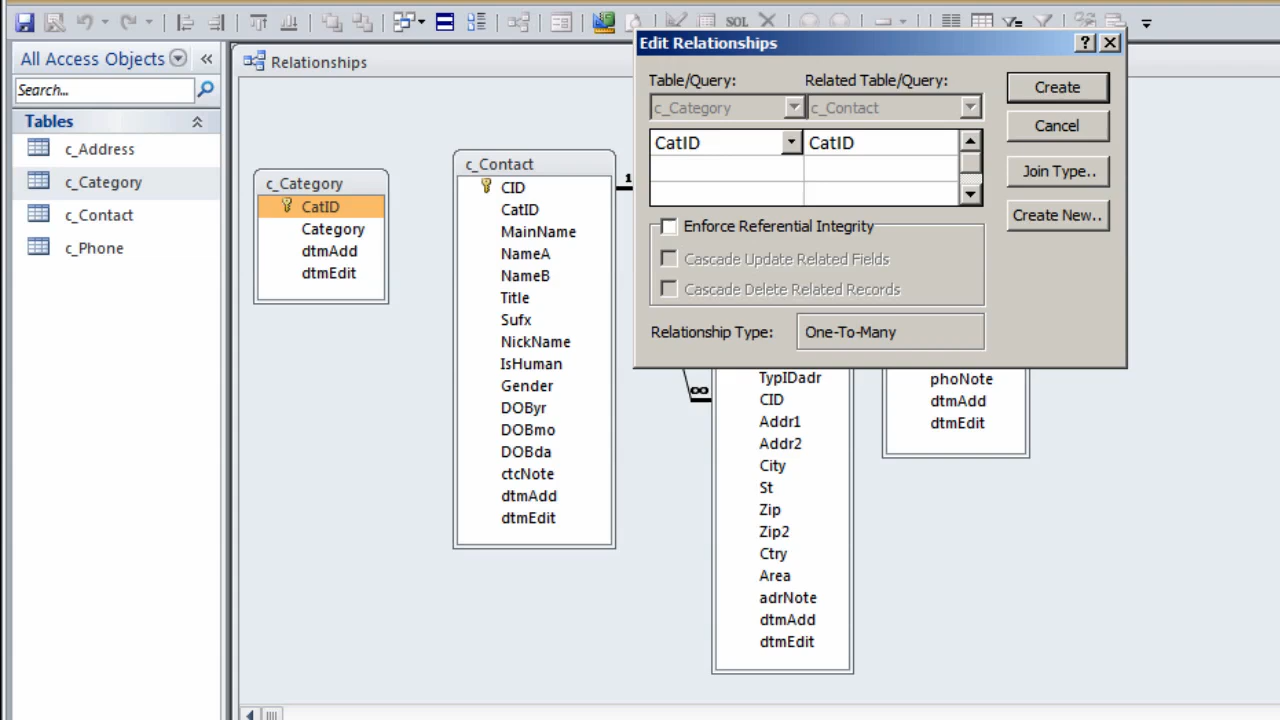 SQL
All Access Objects
Search...
Tables
c_Address
c_Category
c_Contact
c_Phone
Relationships
c_Category
CatID
Category
dtmAdd
dtmEdit
c_Contact
CID
CatID
MainName
NameA
NameB
Title
Sufx
NickName
IsHuman
Gender
DOByr
DOBmo
DOBda
ctcNote
dtmAdd
dtmEdit
1
∞
Edit Relationships
?
Table/Query: Related Table/Query:
c_Category c_Contact
CatID CatID
Enforce Referential Integrity
Cascade Update Related Fields
Cascade Delete Related Records
Relationship Type: One-To-Many
Create
Cancel
Join Type..
Create New..
TypIDadr
CID
Addr1
Addr2
City
St
Zip
Zip2
Ctry
Area
adrNote
dtmAdd
dtmEdit
phoNote
dtmAdd
dtmEdit